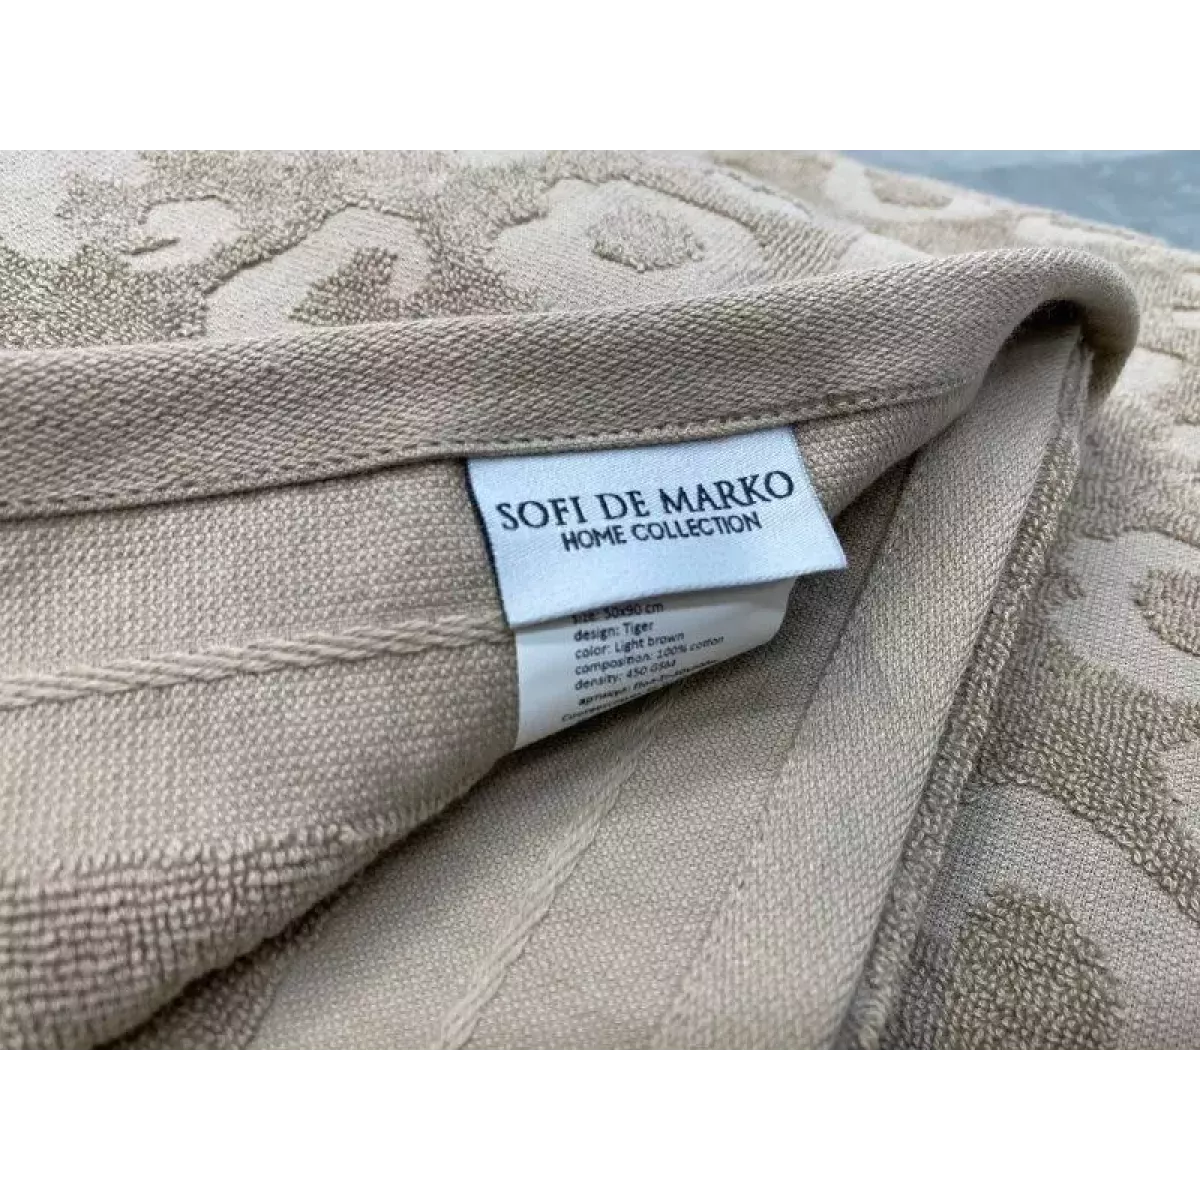 SOFI DE MARKO
HOME COLLECTION
size: 50x90 cm
design: Tiger
color: Light brown
composition: 100% cotton
density: 450 GSM
артикул: